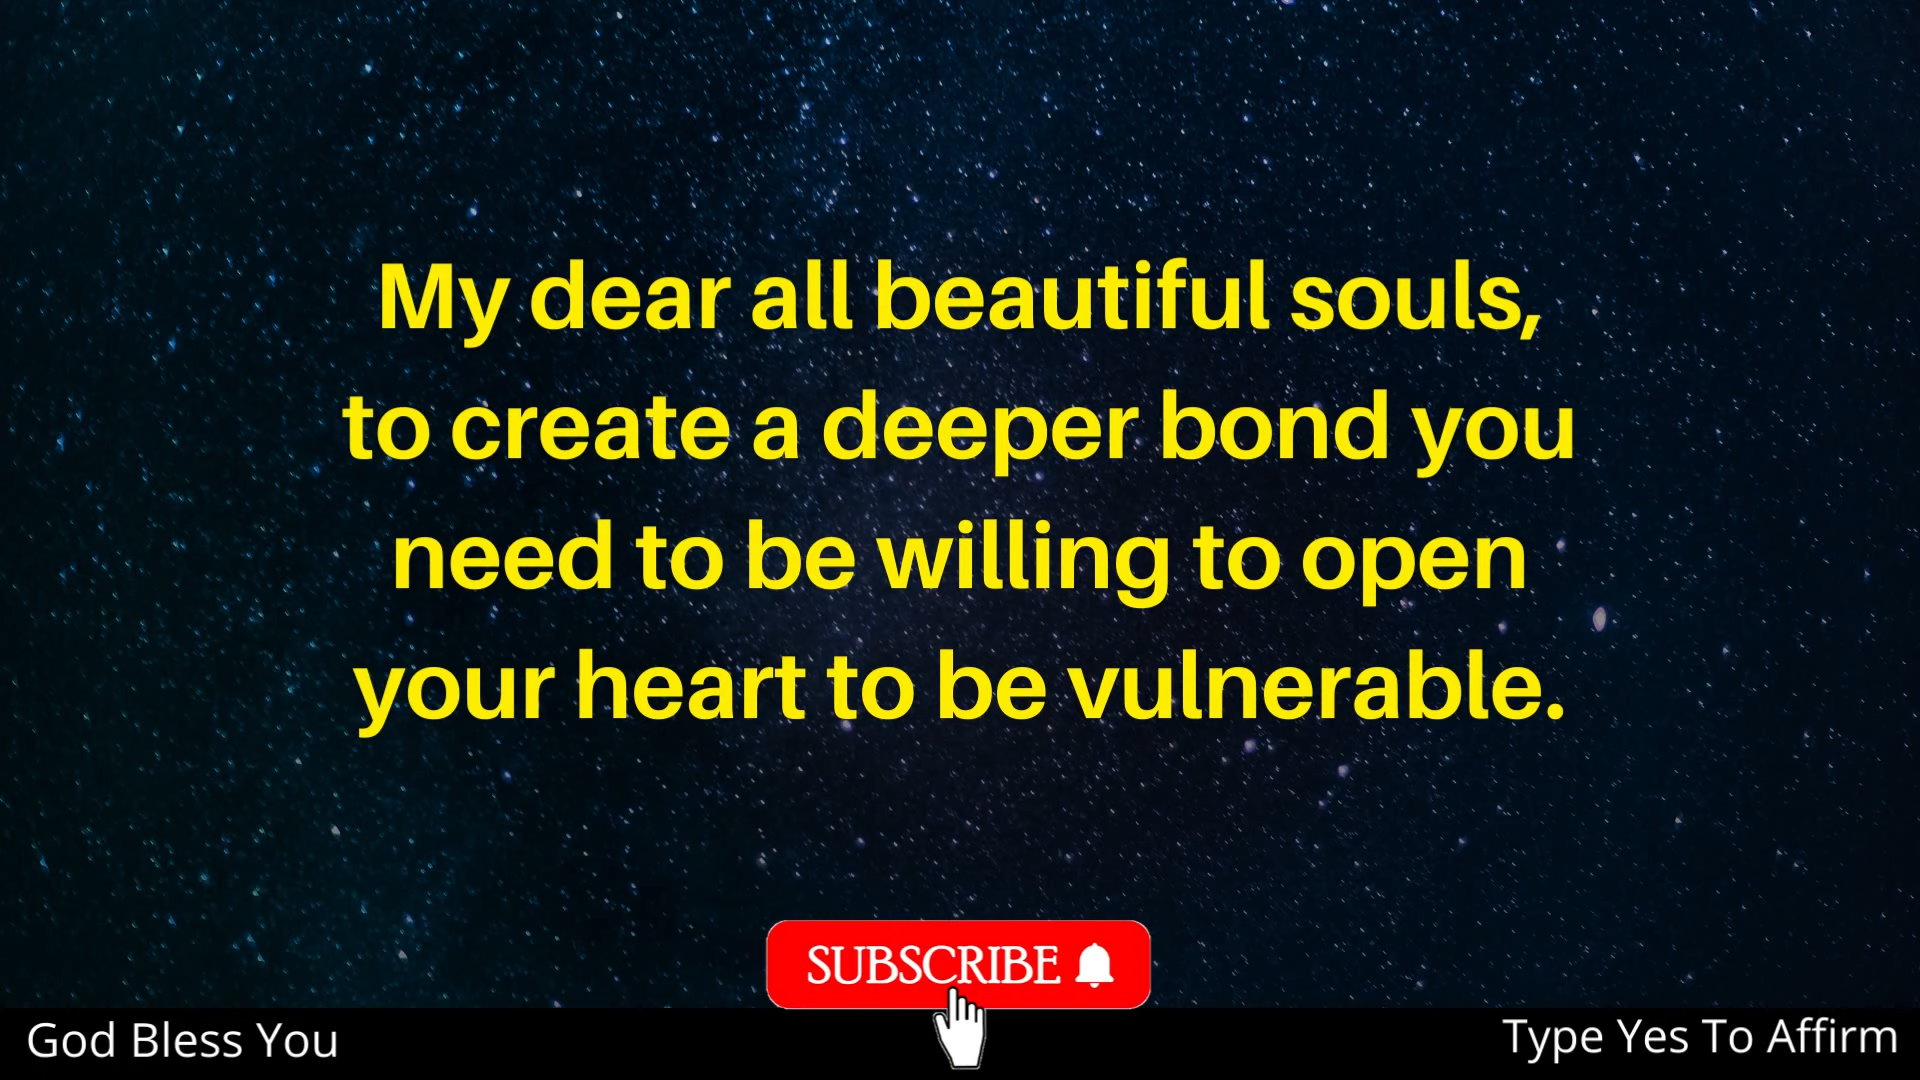 My dear all beautiful souls,
to create a deeper bond you
need to be willing to open
your heart to be vulnerable.
SUBSCRIBE
God Bless You
Type Yes To Affirm